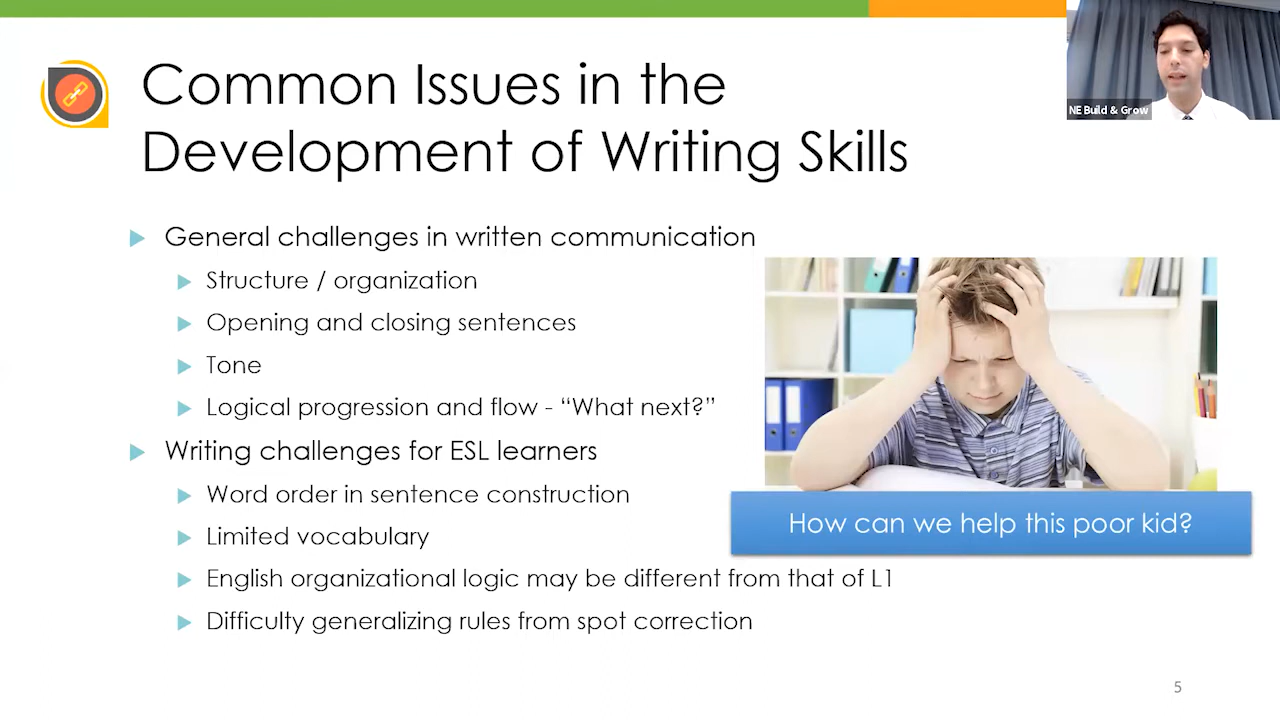 Common Issues in the
Development of Writing Skills
NE Build & Grow
General challenges in written communication
Structure / organization
Opening and closing sentences
Tone
Logical progression and flow - “What next?”
Writing challenges for ESL learners
Word order in sentence construction
Limited vocabulary
English organizational logic may be different from that of L1
Difficulty generalizing rules from spot correction
How can we help this poor kid?
5